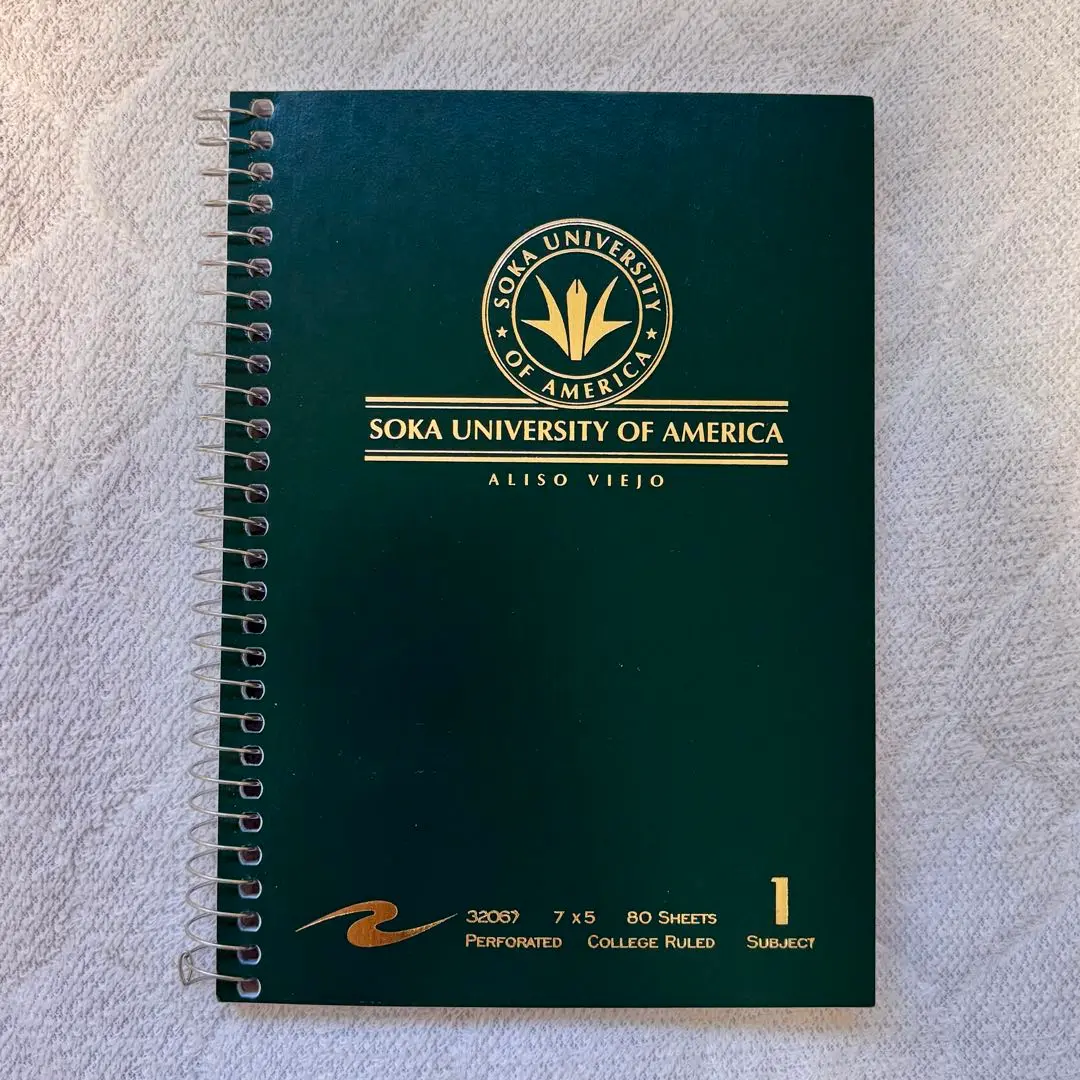 SOKA UNIVERSITY
OF AMERICA
SOKA UNIVERSITY OF AMERICA
ALISO VIEJO
32067 7 x 5 80 SHEETS 1
PERFORATED COLLEGE RULED SUBJECT